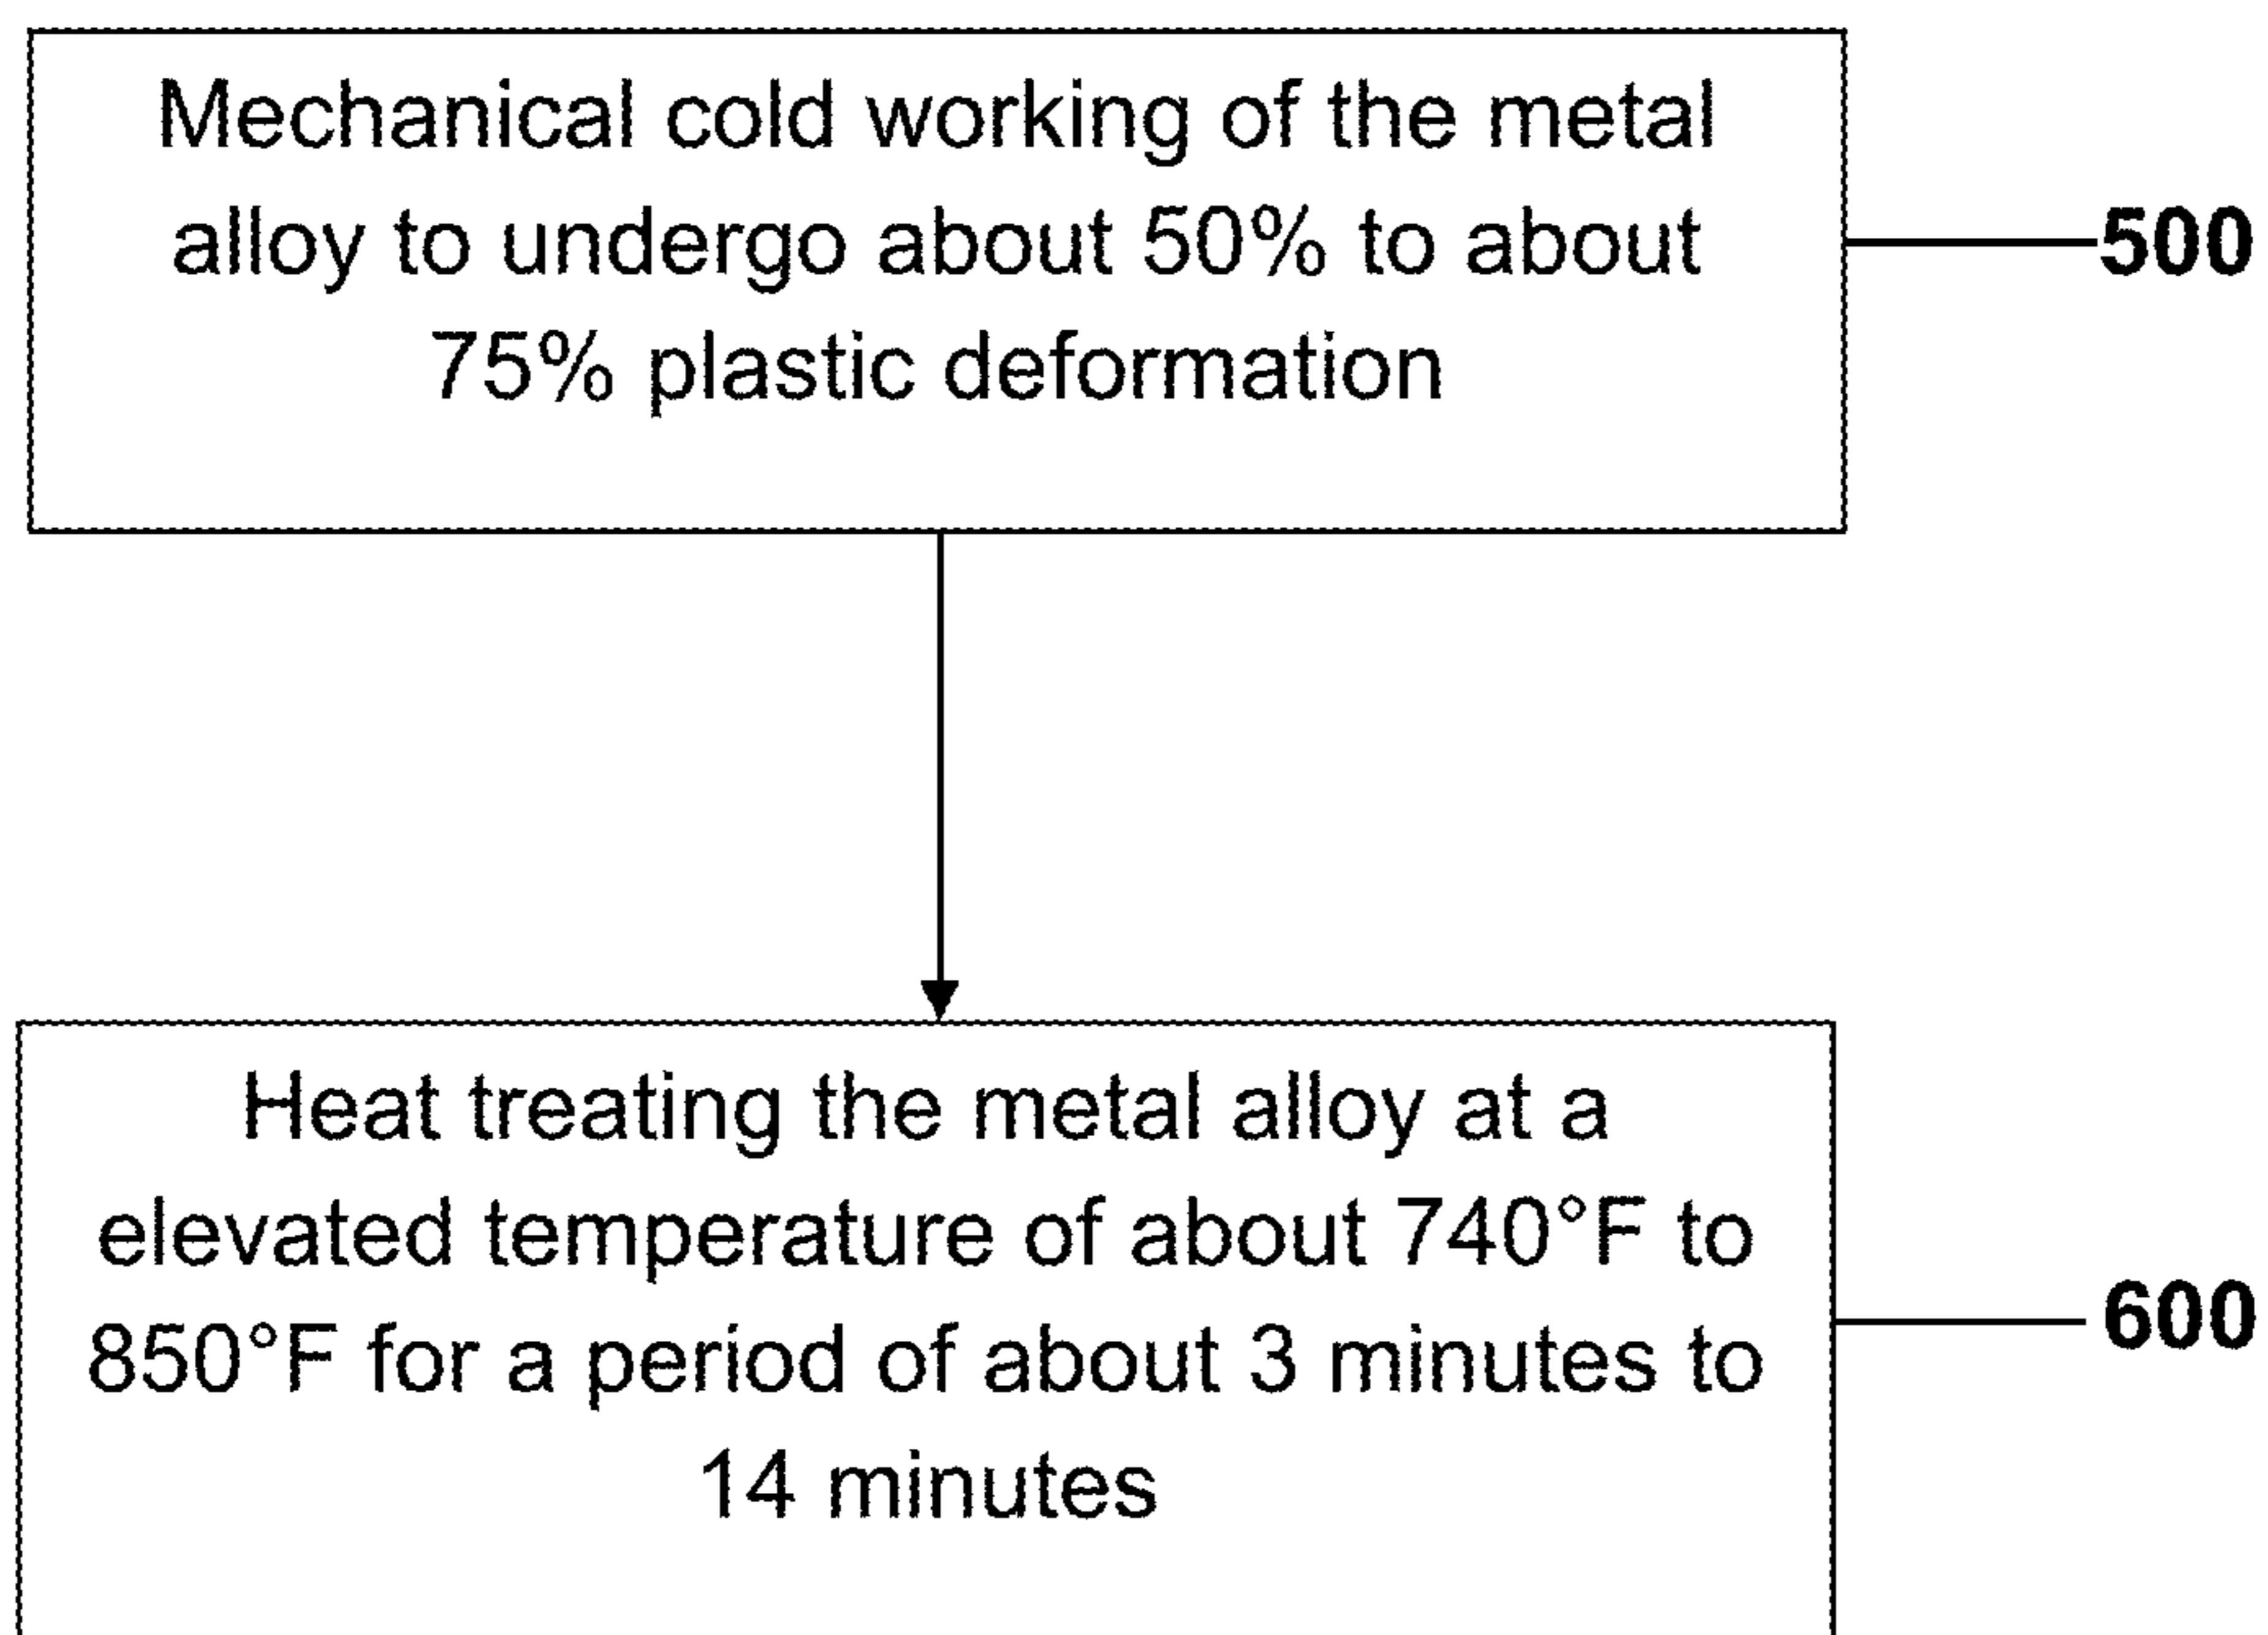 Mechanical cold working of the metal
alloy to undergo about 50% to about
75% plastic deformation
500
Heat treating the metal alloy at a
elevated temperature of about 740°F to
850°F for a period of about 3 minutes to
14 minutes
600